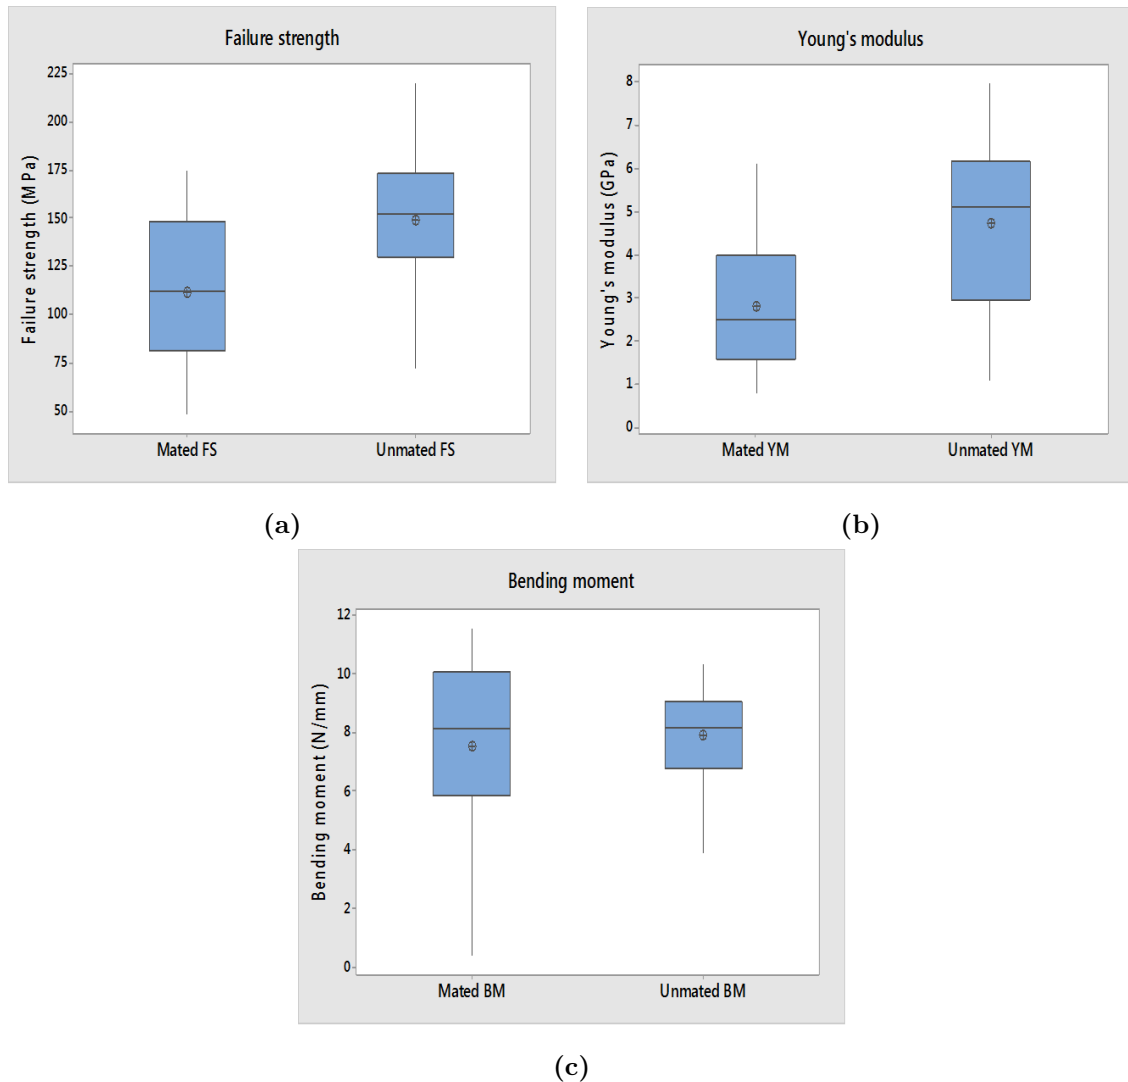 Failure strength
Failure strength (MPa)
225
200
175
150
125
100
75
50
Mated FS
Unmated FS
(a)
Young's modulus
Young's modulus (GPa)
8
7
6
5
4
3
2
1
0
Mated YM
Unmated YM
(b)
Bending moment
Bending moment (N/mm)
12
10
8
6
4
2
0
Mated BM
Unmated BM
(c)